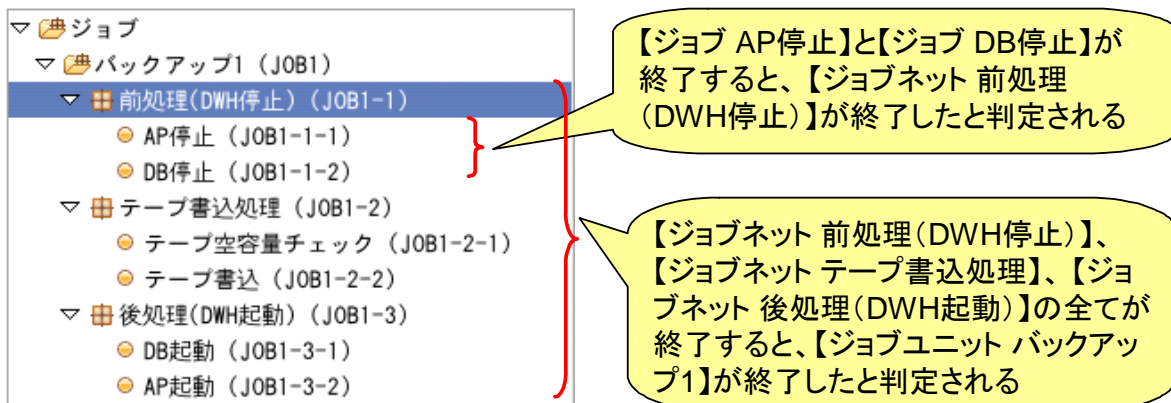 ジョブ
バックアップ1 (JOB1)
前処理(DWH停止) (JOB1-1)
AP停止 (JOB1-1-1)
DB停止 (JOB1-1-2)
テープ書込処理 (JOB1-2)
テープ空容量チェック (JOB1-2-1)
テープ書込 (JOB1-2-2)
後処理(DWH起動) (JOB1-3)
DB起動 (JOB1-3-1)
AP起動 (JOB1-3-2)
【ジョブ AP停止】と【ジョブ DB停止】が
終了すると、【ジョブネット 前処理
(DWH停止)】が終了したと判定される
【ジョブネット 前処理(DWH停止)】、
【ジョブネット テープ書込処理】、【ジョ
ブネット 後処理(DWH起動)】の全てが
終了すると、【ジョブユニット バックアッ
プ1】が終了したと判定される